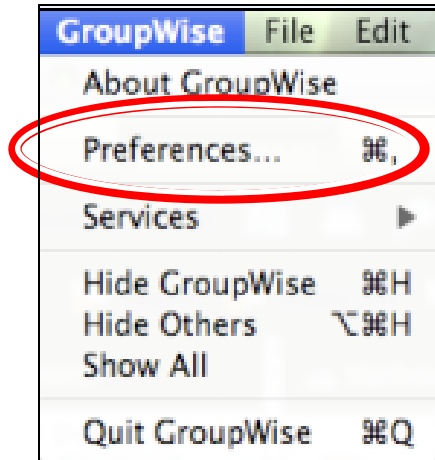 GroupWise File Edit
About GroupWise
Preferences... ⌘,
Services ▶
Hide GroupWise ⌘H
Hide Others ⌥⌘H
Show All
Quit GroupWise ⌘Q